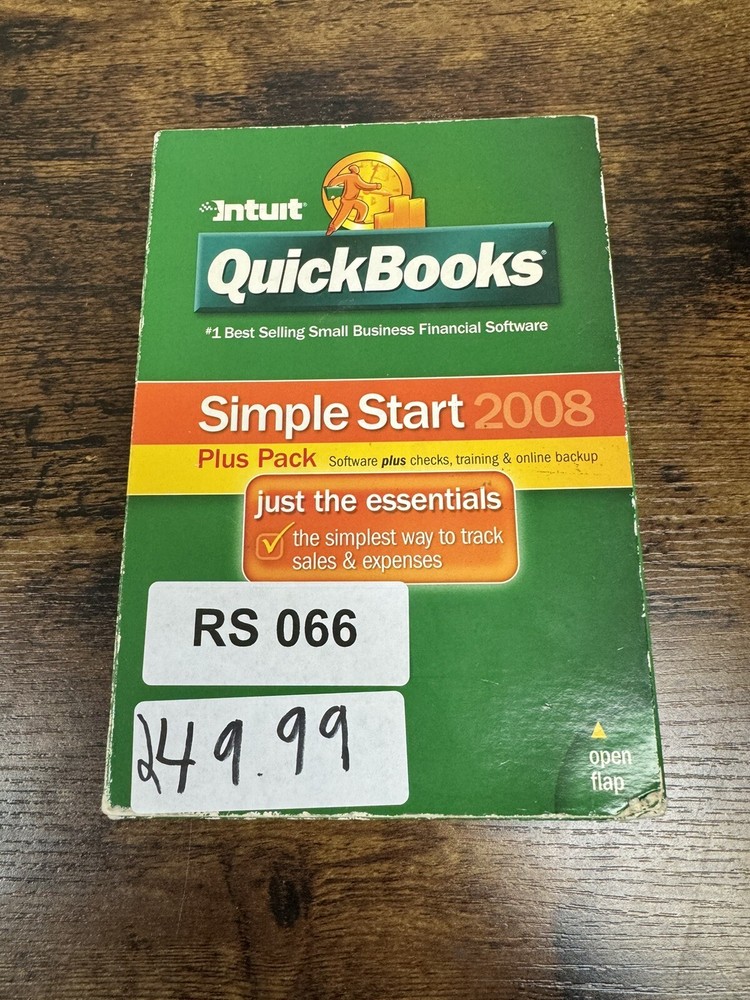 Intuit®
QuickBooks®
#1 Best Selling Small Business Financial Software
Simple Start 2008
Plus Pack Software plus checks, training & online backup
just the essentials
the simplest way to track
sales & expenses
RS 066
249.99
open
flap